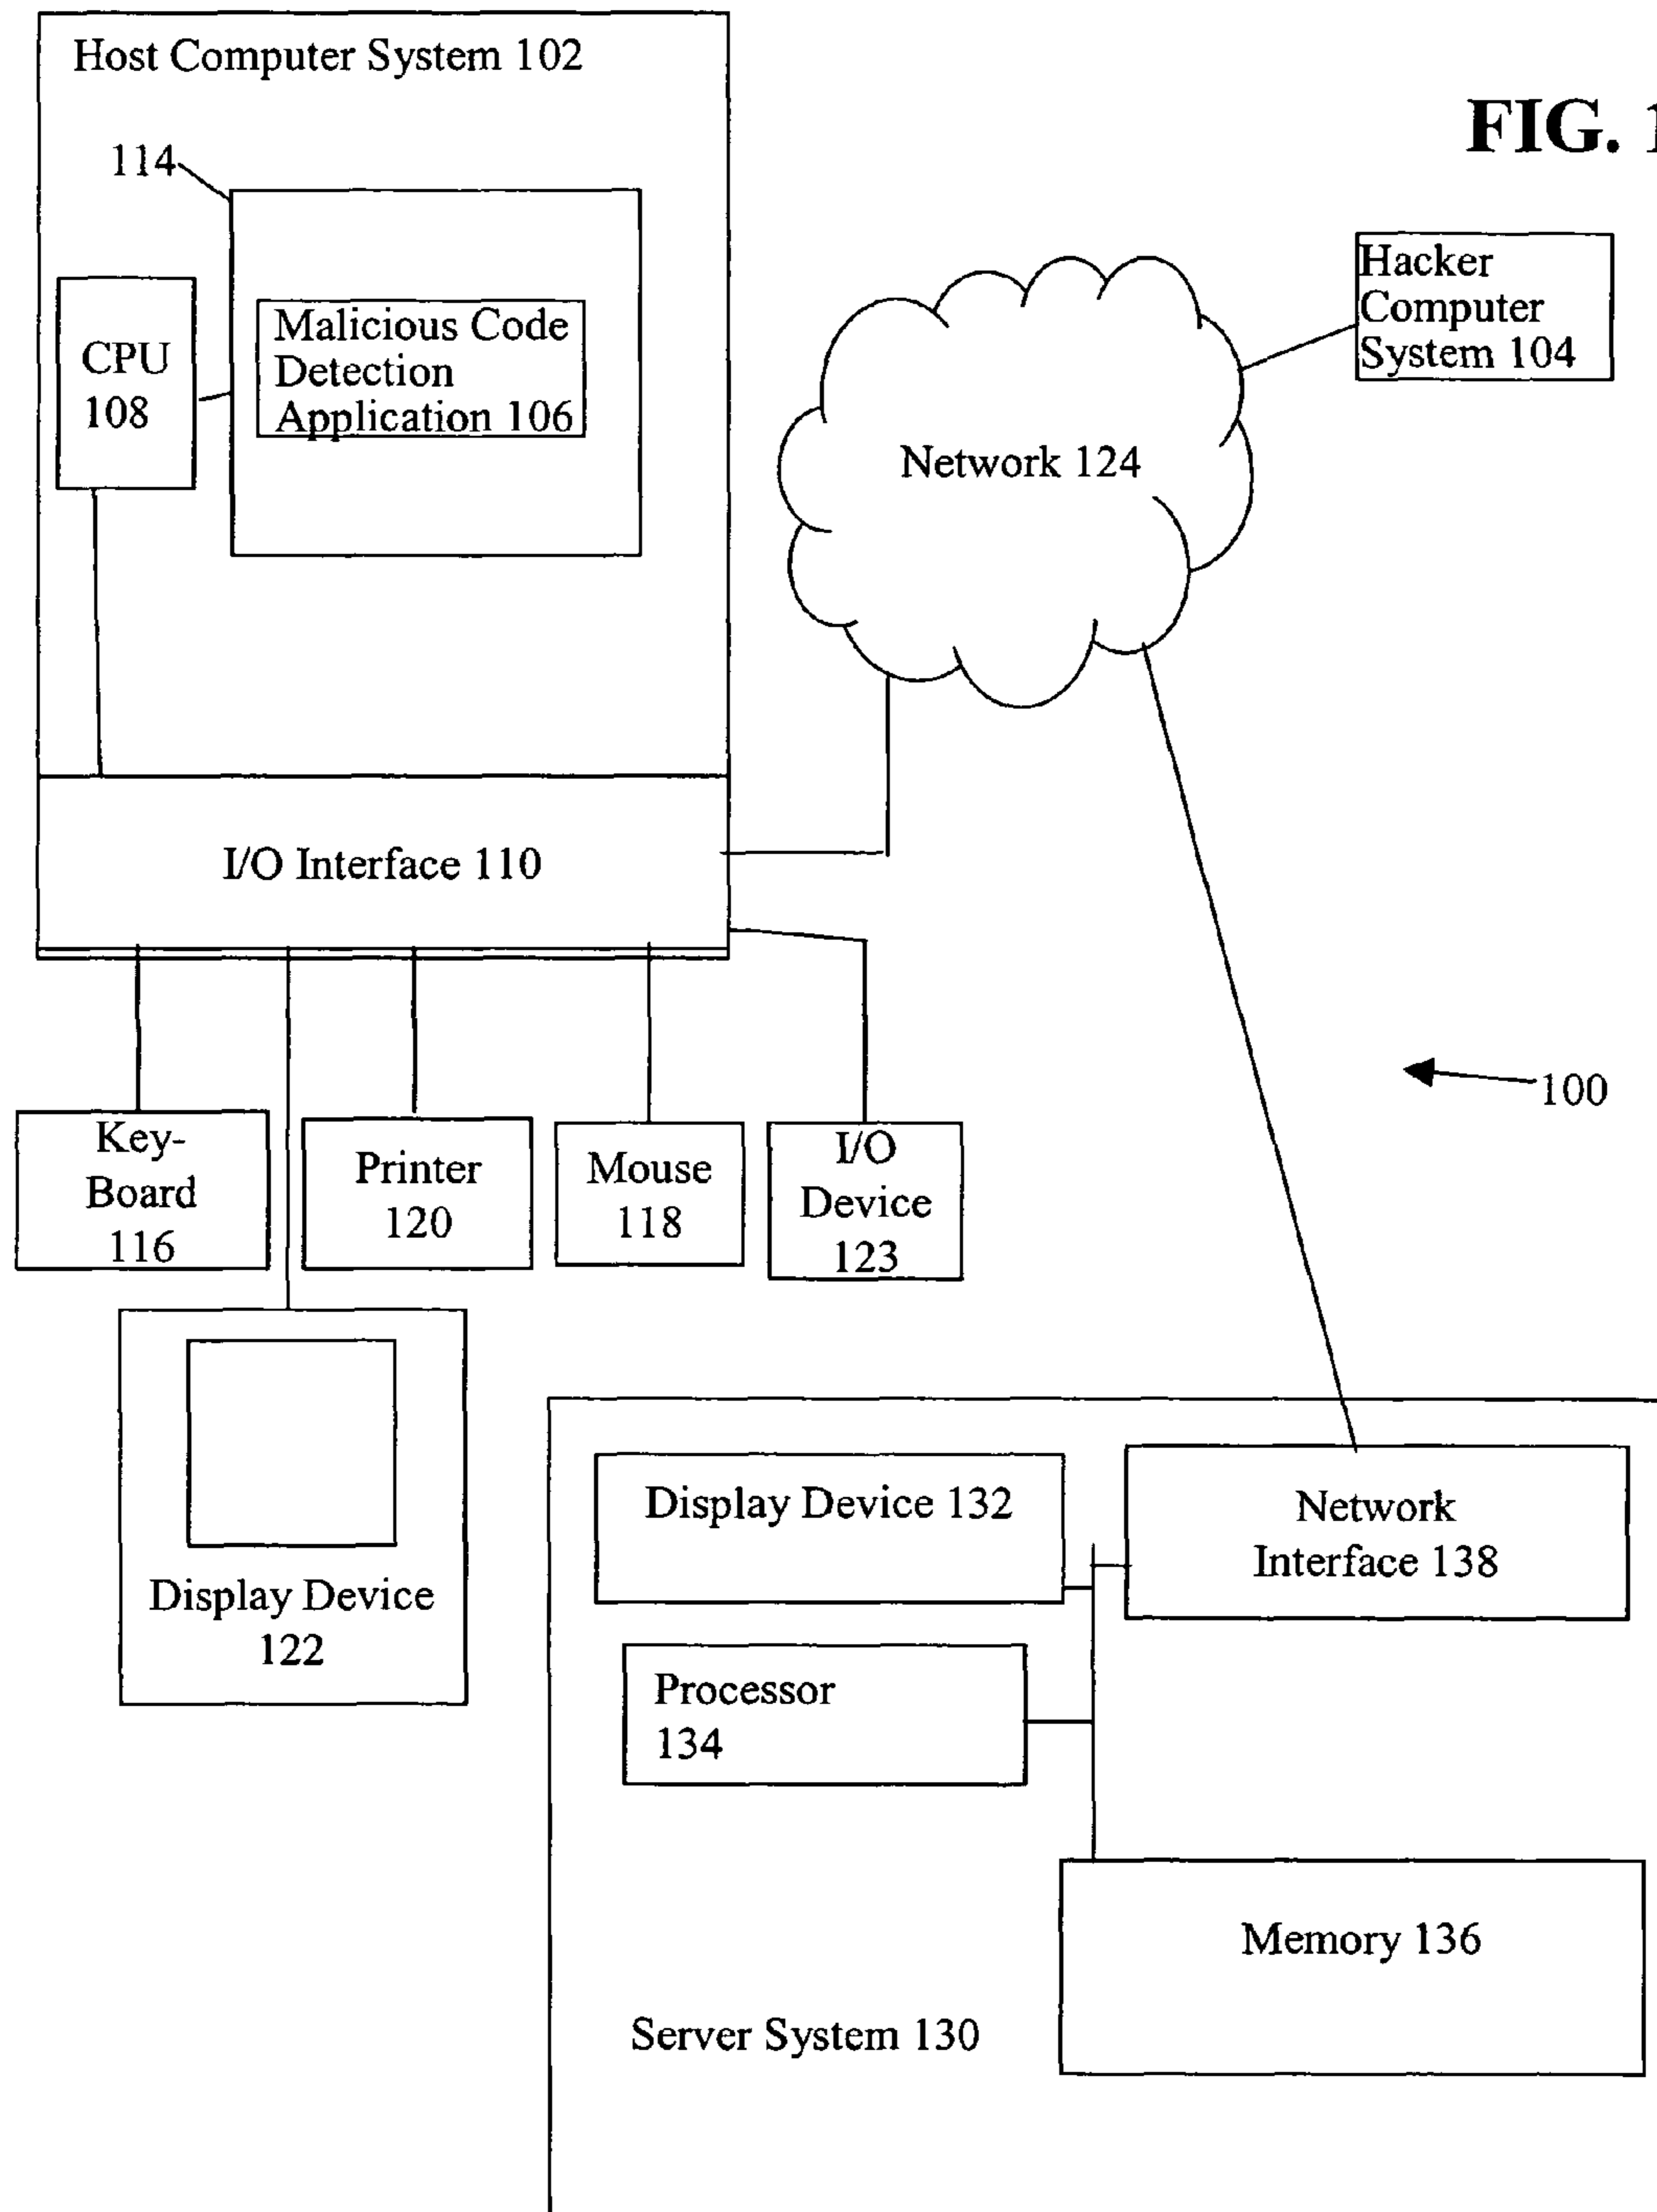 Host Computer System 102
FIG. 1
114
Hacker
Computer
System 104
CPU
108
Malicious Code
Detection
Application 106
Network 124
I/O Interface 110
100
Key-
Board
116
Printer
120
Mouse
118
I/O
Device
123
Display Device
122
Display Device 132
Network
Interface 138
Processor
134
Memory 136
Server System 130